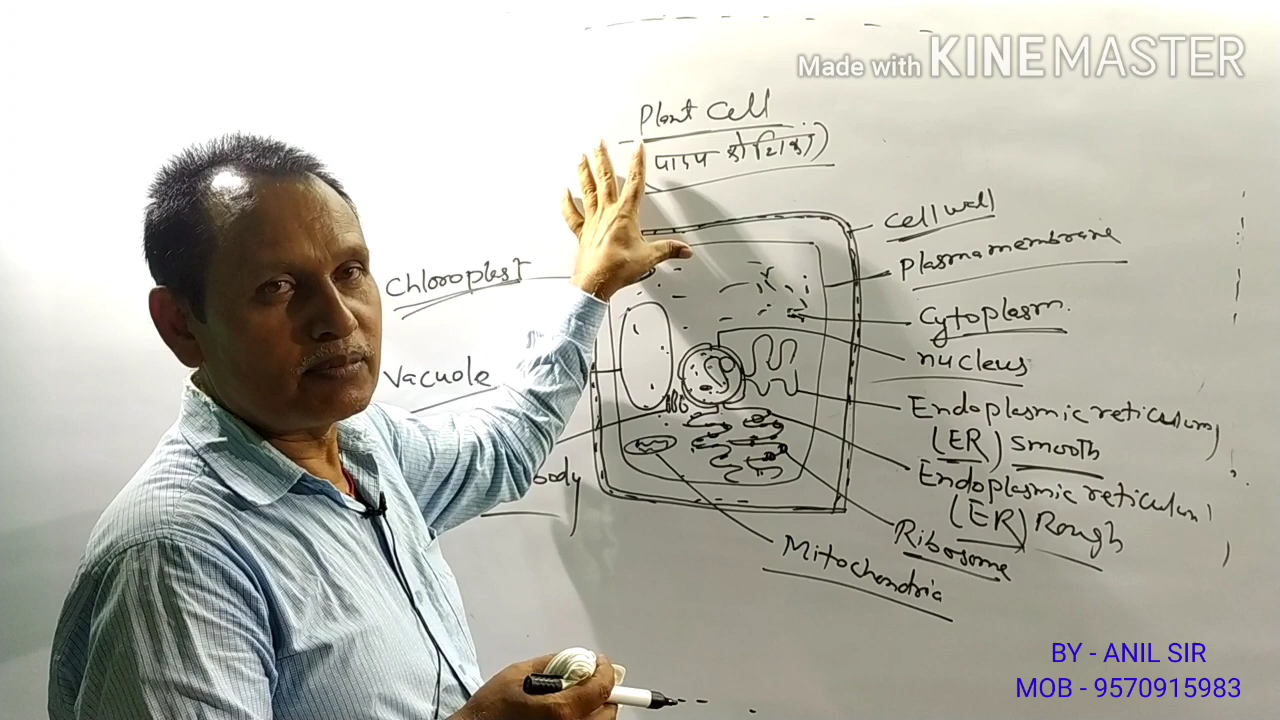 Made with KINEMASTER
Plant Cell
पादप कोशिका)
Cell wall
Plasma membrane
Chloroplast
Cytoplasm.
nucleus
Vacuole
Endoplasmic reticulum
(ER) smooth
Endoplasmic reticulum
(ER) Rough
body
Ribosome
Mitochondria
BY - ANIL SIR
MOB - 9570915983